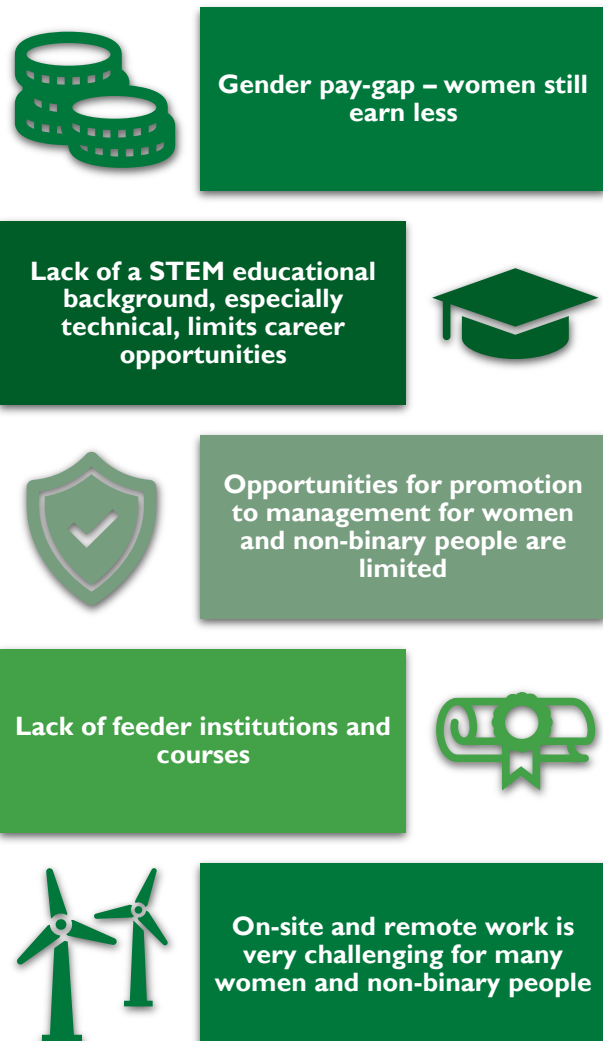 Gender pay-gap – women still
earn less
Lack of a STEM educational
background, especially
technical, limits career
opportunities
Opportunities for promotion
to management for women
and non-binary people are
limited
Lack of feeder institutions and
courses
On-site and remote work is
very challenging for many
women and non-binary people